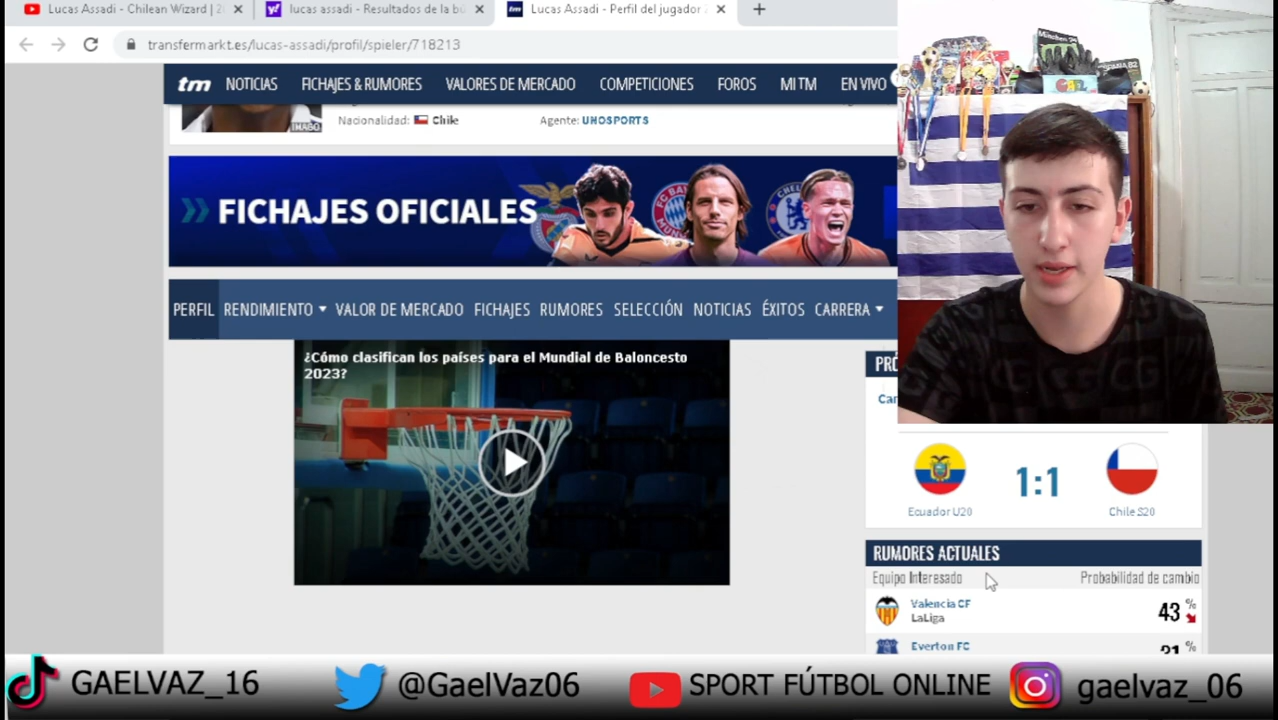 Lucas Assadi - Chilean Wizard | 2
lucas assadi - Resultados de la bú
Lucas Assadi - Perfil del jugador
transfermarkt.es/lucas-assadi/profil/spieler/718213
tm NOTICIAS FICHAJES & RUMORES VALORES DE MERCADO COMPETICIONES FOROS MI TM EN VIVO
IMAGO
Nacionalidad: Chile
Agente: UNOSPORTS
>> FICHAJES OFICIALES
PERFIL RENDIMIENTO VALOR DE MERCADO FICHAJES RUMORES SELECCIÓN NOTICIAS ÉXITOS CARRERA
¿Cómo clasifican los países para el Mundial de Baloncesto
2023?
PRÓ
Car
1:1
Ecuador U20 Chile S20
RUMORES ACTUALES
Equipo Interesado Probabilidad de cambio
Valencia CF
LaLiga
43 %
Everton FC
%
GAELVAZ_16 @GaelVaz06 SPORT FÚTBOL ONLINE gaelvaz_06